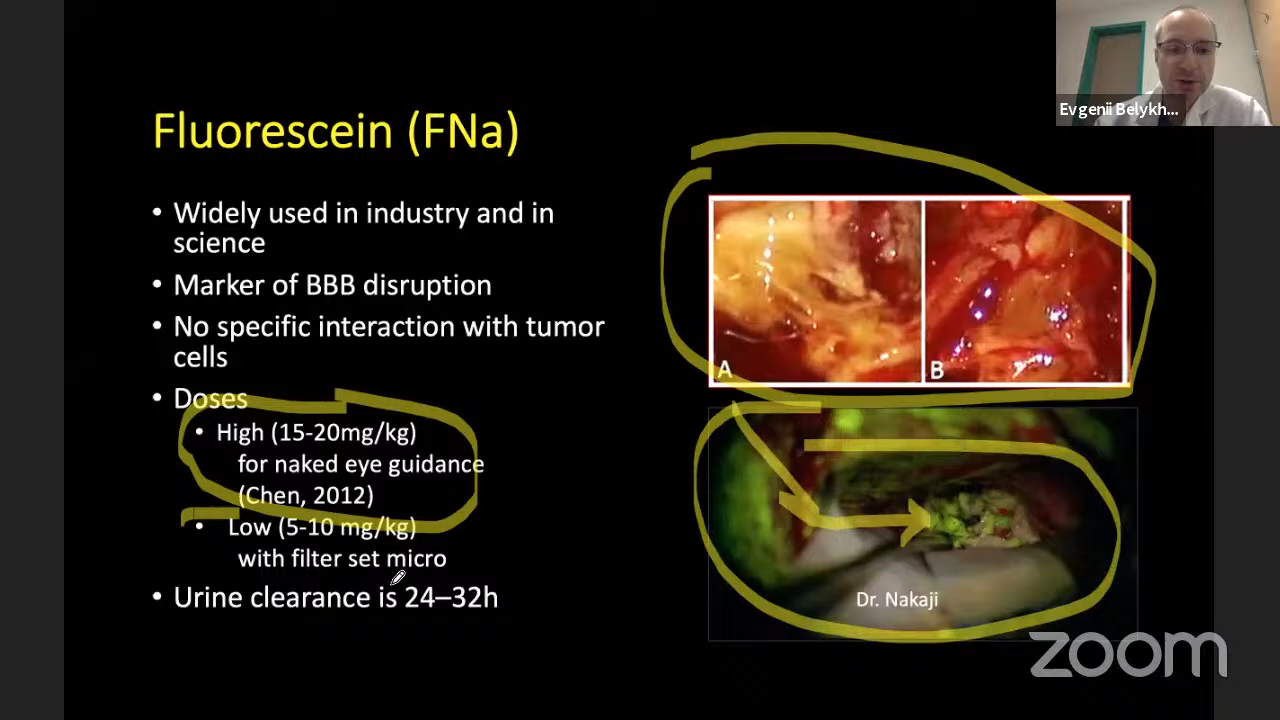 Evgenii Belykh...
Fluorescein (FNa)
• Widely used in industry and in
science
• Marker of BBB disruption
• No specific interaction with tumor
cells
• Doses
• High (15-20mg/kg)
for naked eye guidance
(Chen, 2012)
• Low (5-10 mg/kg)
with filter set micro
• Urine clearance is 24–32h
A
B
Dr. Nakaji
zoom